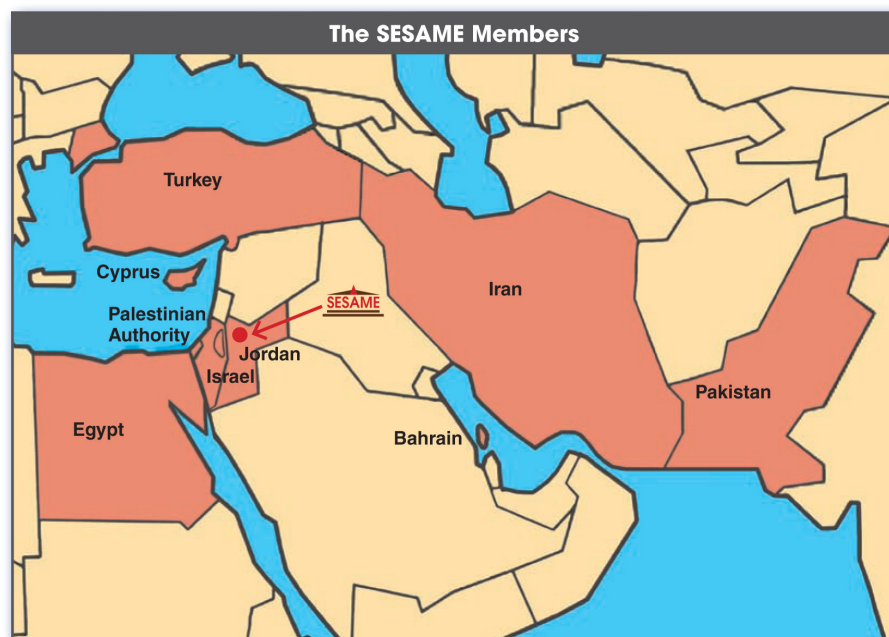 The SESAME Members
Turkey
Cyprus
Palestinian
Authority
SESAME
Iran
Jordan
Israel
Egypt
Bahrain
Pakistan